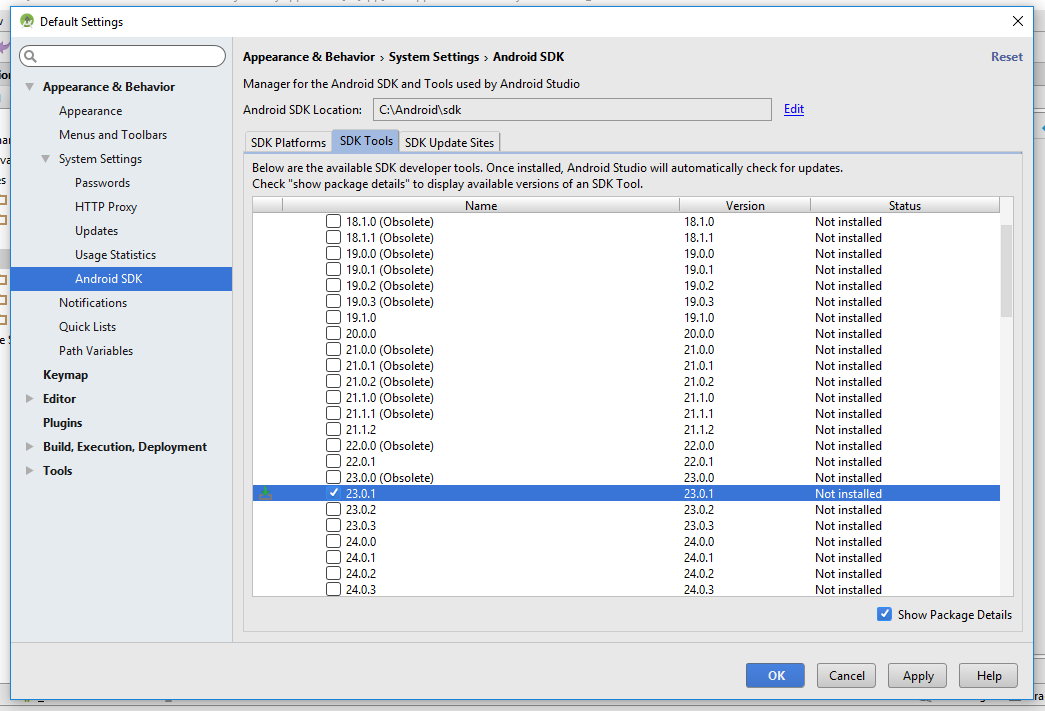 Default Settings
Appearance & Behavior
Appearance
Menus and Toolbars
System Settings
Passwords
HTTP Proxy
Updates
Usage Statistics
Android SDK
Notifications
Quick Lists
Path Variables
Keymap
Editor
Plugins
Build, Execution, Deployment
Tools
Appearance & Behavior › System Settings › Android SDK
Reset
Manager for the Android SDK and Tools used by Android Studio
Android SDK Location: C:\Android\sdk Edit
SDK Platforms SDK Tools SDK Update Sites
Below are the available SDK developer tools. Once installed, Android Studio will automatically check for updates.
Check "show package details" to display available versions of an SDK Tool.
Name Version Status
18.1.0 (Obsolete) 18.1.0 Not installed
18.1.1 (Obsolete) 18.1.1 Not installed
19.0.0 (Obsolete) 19.0.0 Not installed
19.0.1 (Obsolete) 19.0.1 Not installed
19.0.2 (Obsolete) 19.0.2 Not installed
19.0.3 (Obsolete) 19.0.3 Not installed
19.1.0 19.1.0 Not installed
20.0.0 20.0.0 Not installed
21.0.0 (Obsolete) 21.0.0 Not installed
21.0.1 (Obsolete) 21.0.1 Not installed
21.0.2 (Obsolete) 21.0.2 Not installed
21.1.0 (Obsolete) 21.1.0 Not installed
21.1.1 (Obsolete) 21.1.1 Not installed
21.1.2 21.1.2 Not installed
22.0.0 (Obsolete) 22.0.0 Not installed
22.0.1 22.0.1 Not installed
23.0.0 (Obsolete) 23.0.0 Not installed
23.0.1 23.0.1 Not installed
23.0.2 23.0.2 Not installed
23.0.3 23.0.3 Not installed
24.0.0 24.0.0 Not installed
24.0.1 24.0.1 Not installed
24.0.2 24.0.2 Not installed
24.0.3 24.0.3 Not installed
Show Package Details
OK Cancel Apply Help